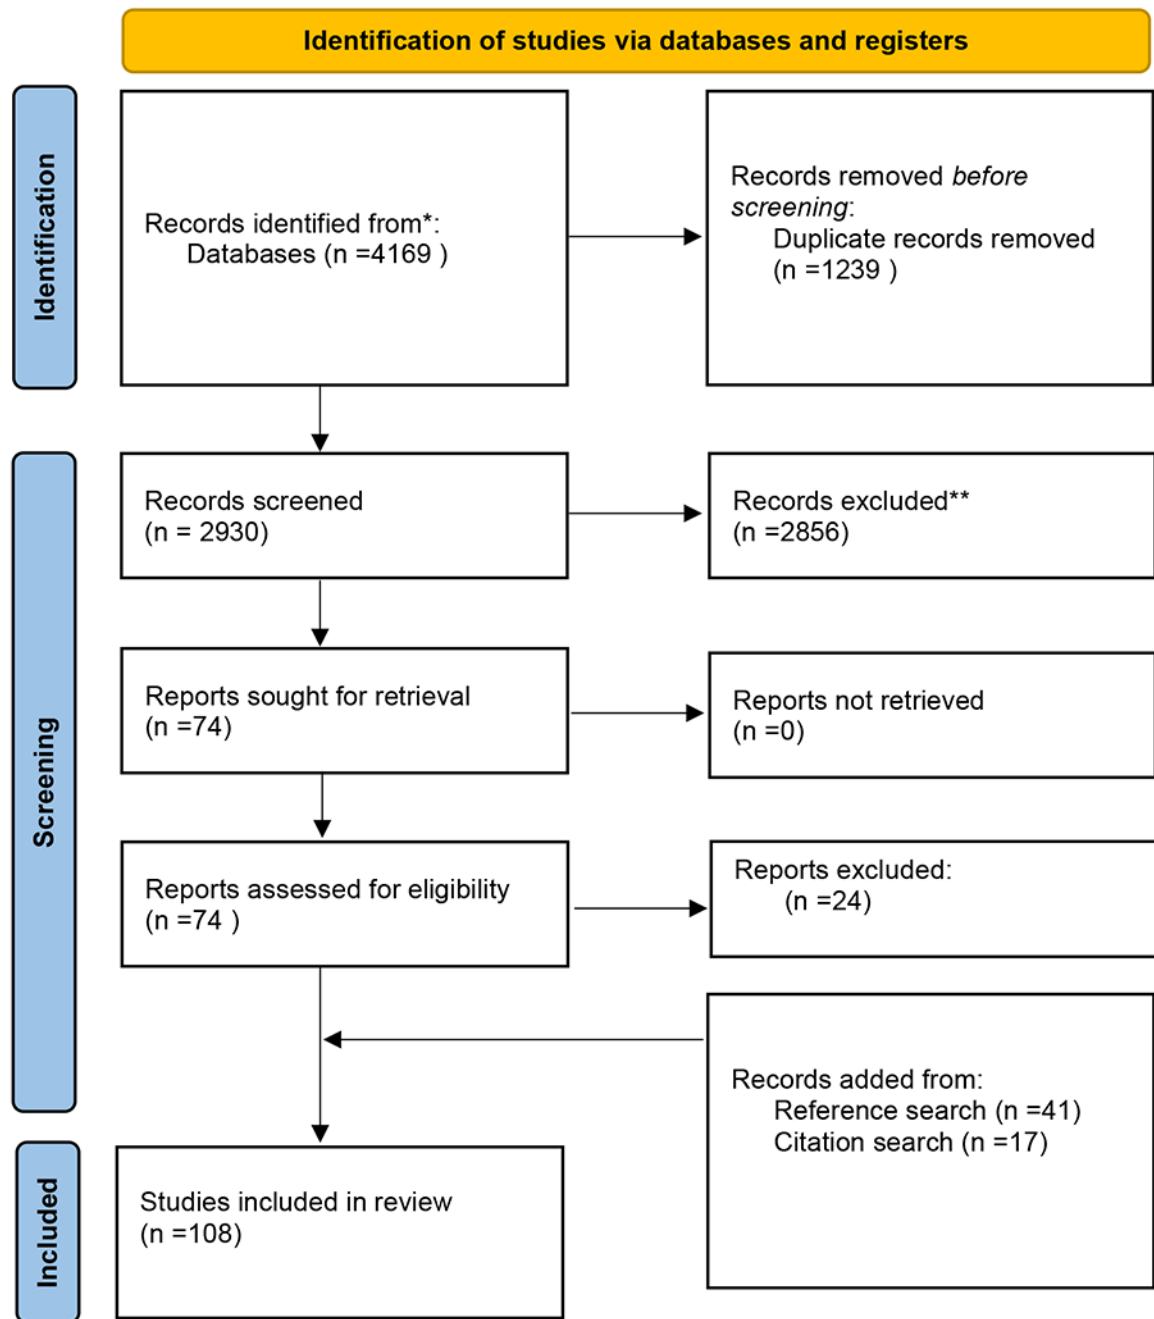 Identification of studies via databases and registers
Identification
Records identified from*:
Databases (n =4169 )
Records removed before
screening:
Duplicate records removed
(n =1239 )
Screening
Records screened
(n = 2930)
Records excluded**
(n =2856)
Reports sought for retrieval
(n =74)
Reports not retrieved
(n =0)
Reports assessed for eligibility
(n =74 )
Reports excluded:
(n =24)
Records added from:
Reference search (n =41)
Citation search (n =17)
Included
Studies included in review
(n =108)